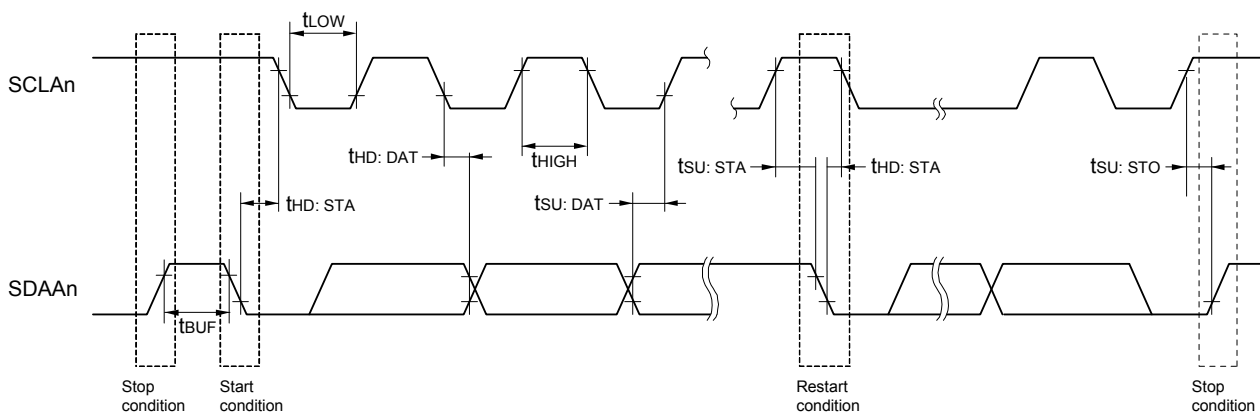 tLOW
SCLAn
tHD: DAT
tHIGH
tSU: STA
tHD: STA
tSU: STO
tHD: STA
tSU: DAT
SDAAn
tBUF
Stop
condition
Start
condition
Restart
condition
Stop
condition